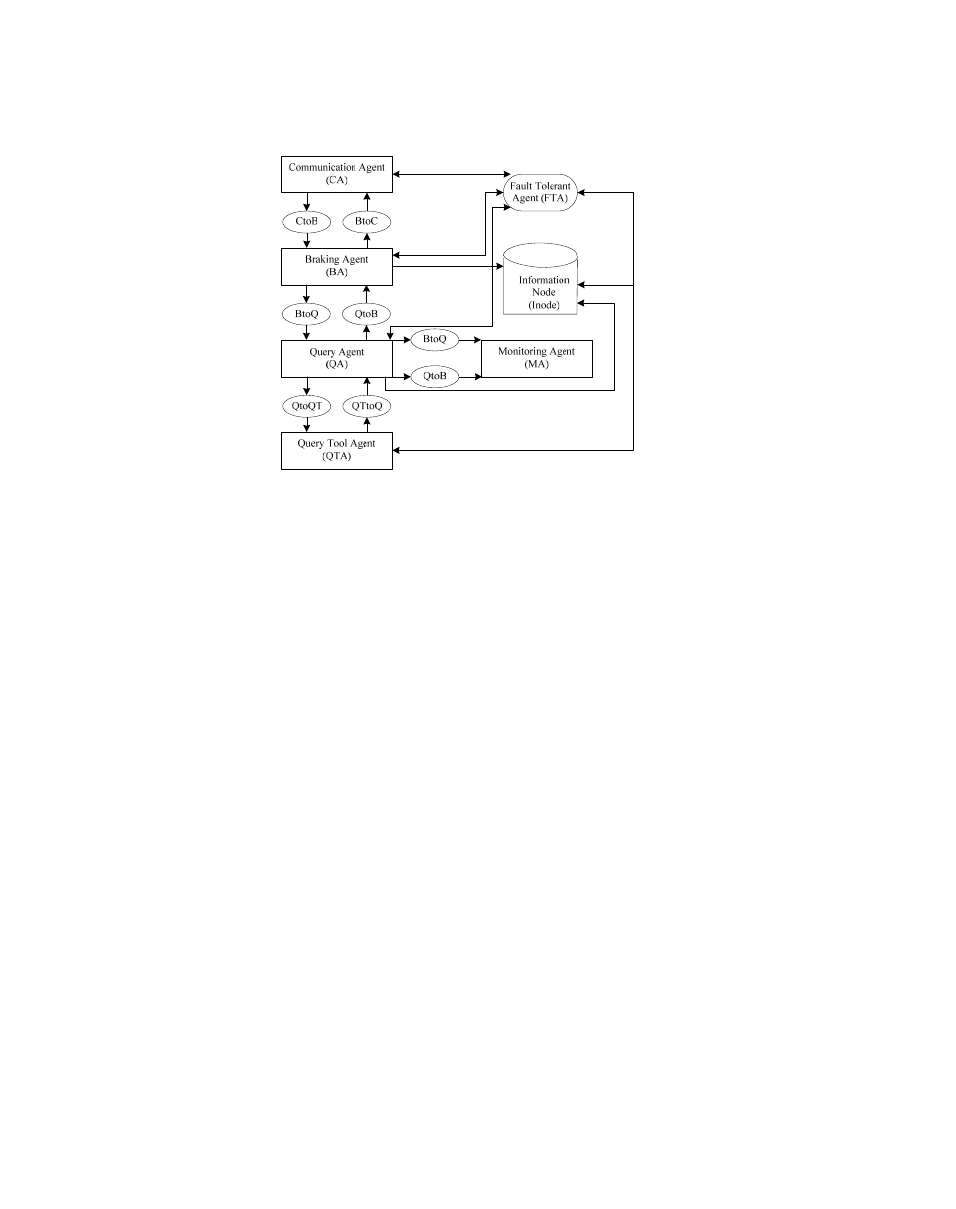 Communication Agent
(CA)
Fault Tolerant
Agent (FTA)
CtoB
BtoC
Braking Agent
(BA)
Information
Node
(Inode)
BtoQ
QtoB
Query Agent
(QA)
BtoQ
QtoB
Monitoring Agent
(MA)
QtoQT
QTtoQ
Query Tool Agent
(QTA)